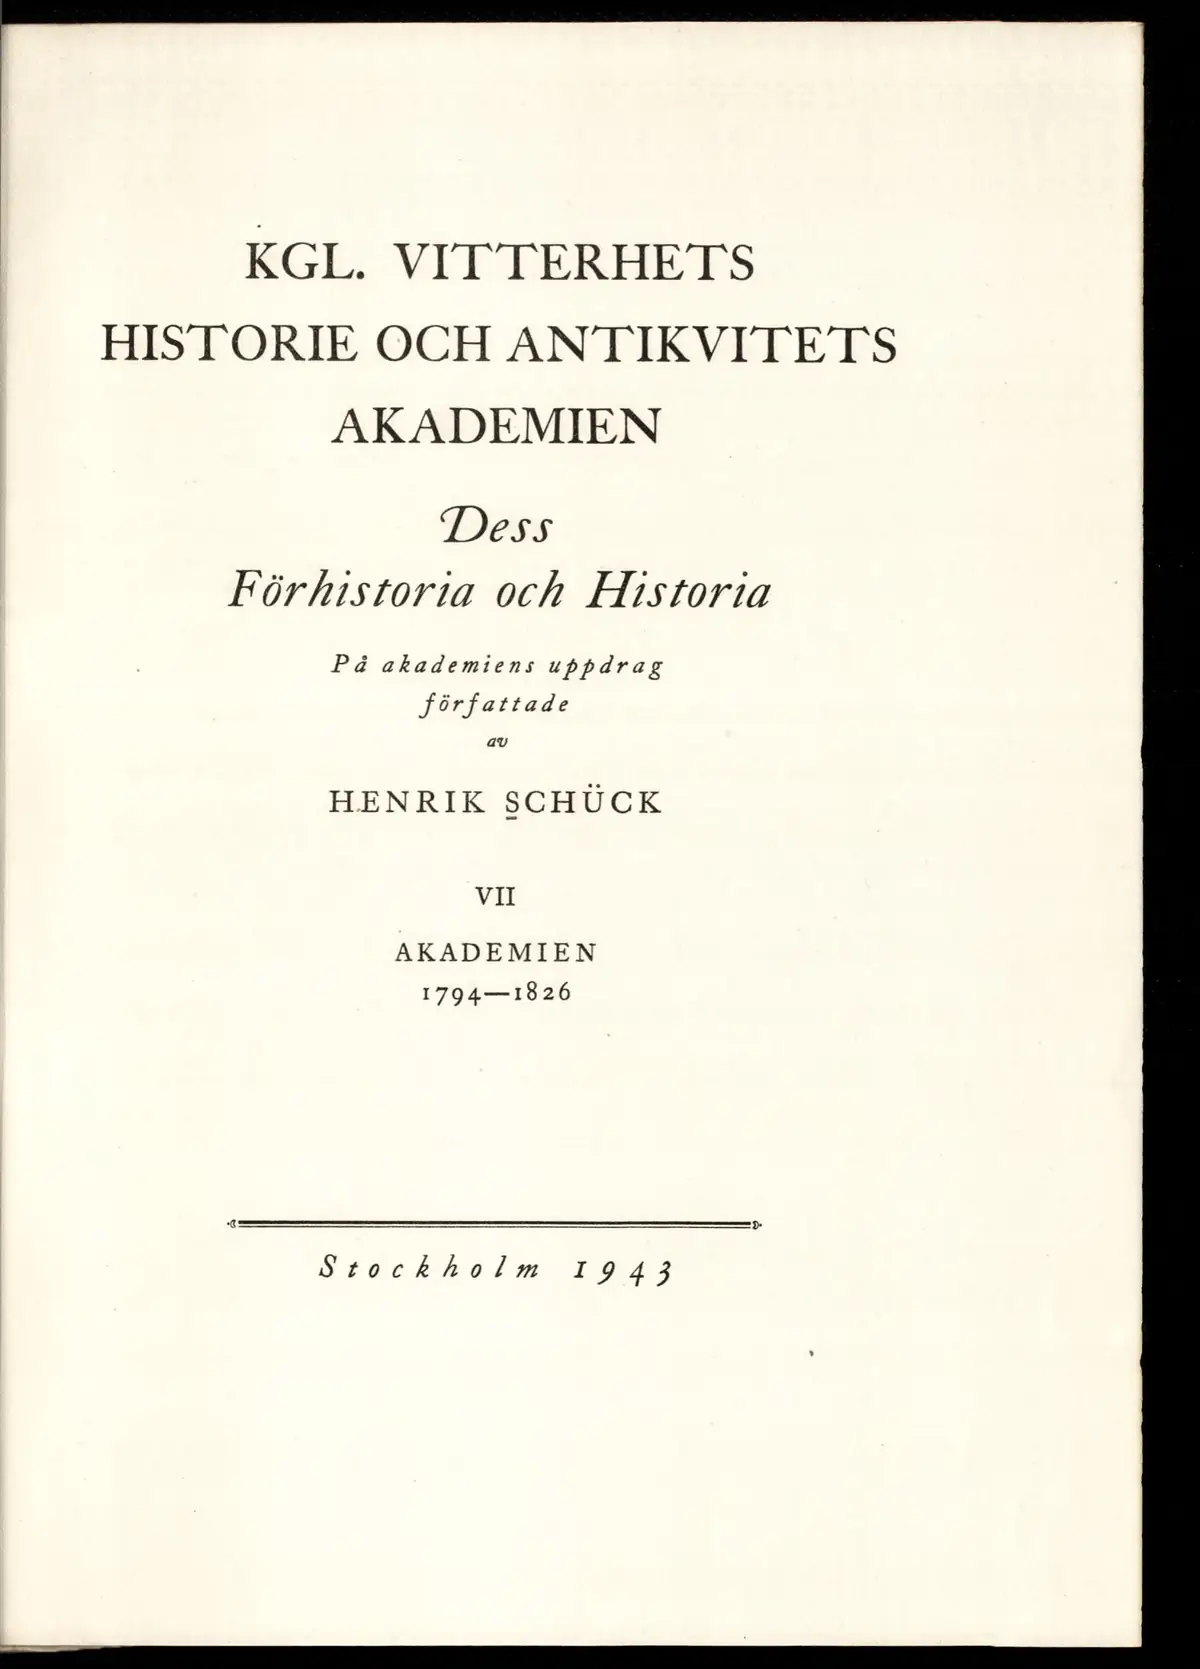 KGL. VITTERHETS
HISTORIE OCH ANTIKVITETS
AKADEMIEN
Dess
Förhistoria och Historia
På akademiens uppdrag
författade
av
HENRIK SCHÜCK
VII
AKADEMIEN
1794—1826
Stockholm 1943